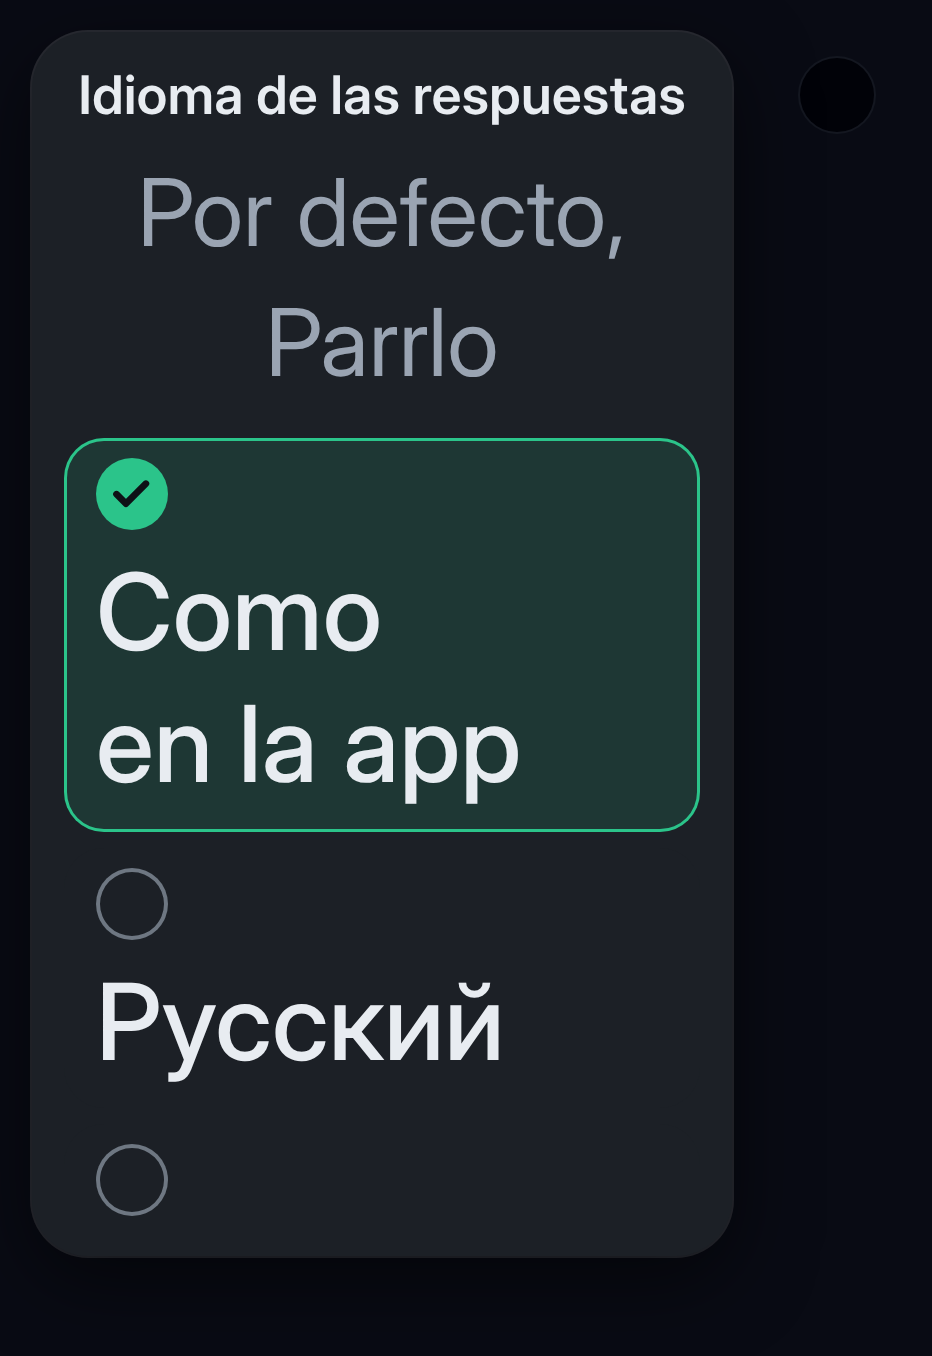 Idioma de las respuestas
Por defecto,
Parrlo
Como
en la app
Русский